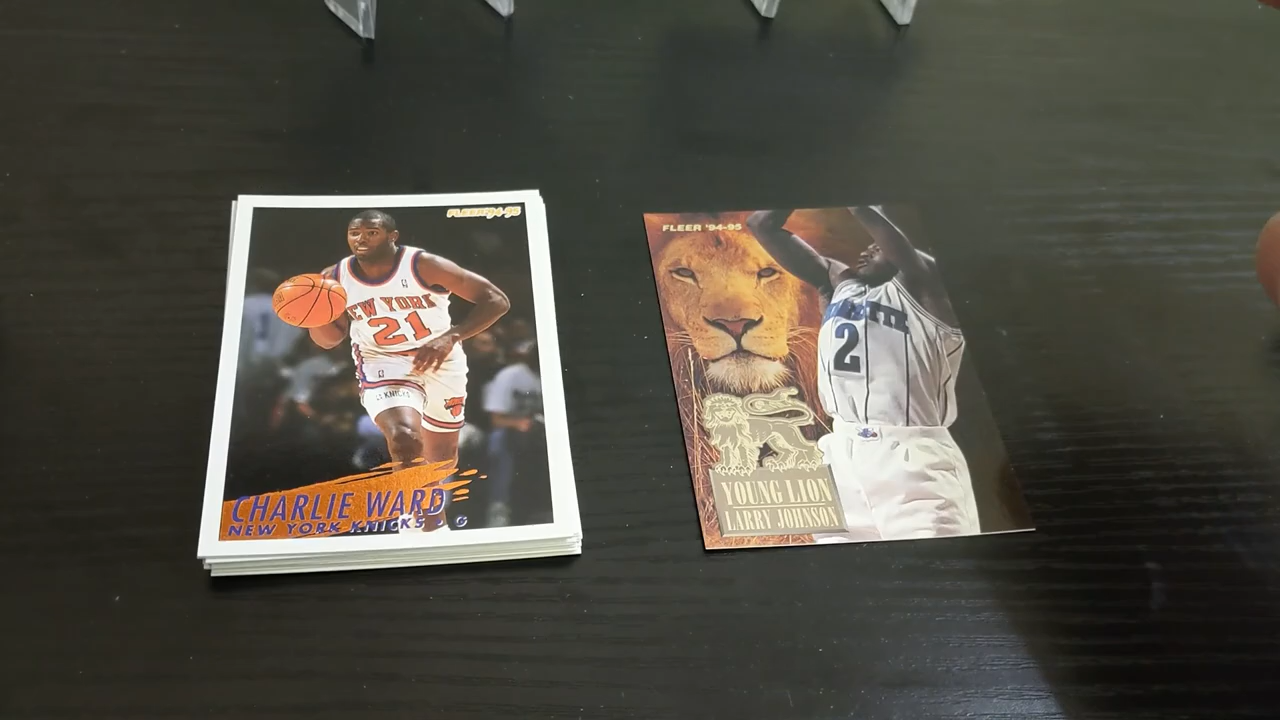 FLEER '94-95
NEW YORK
21
KNICKS
CHARLIE WARD
NEW YORK KNICKS • G
FLEER '94-95
2
YOUNG LION
LARRY JOHNSON